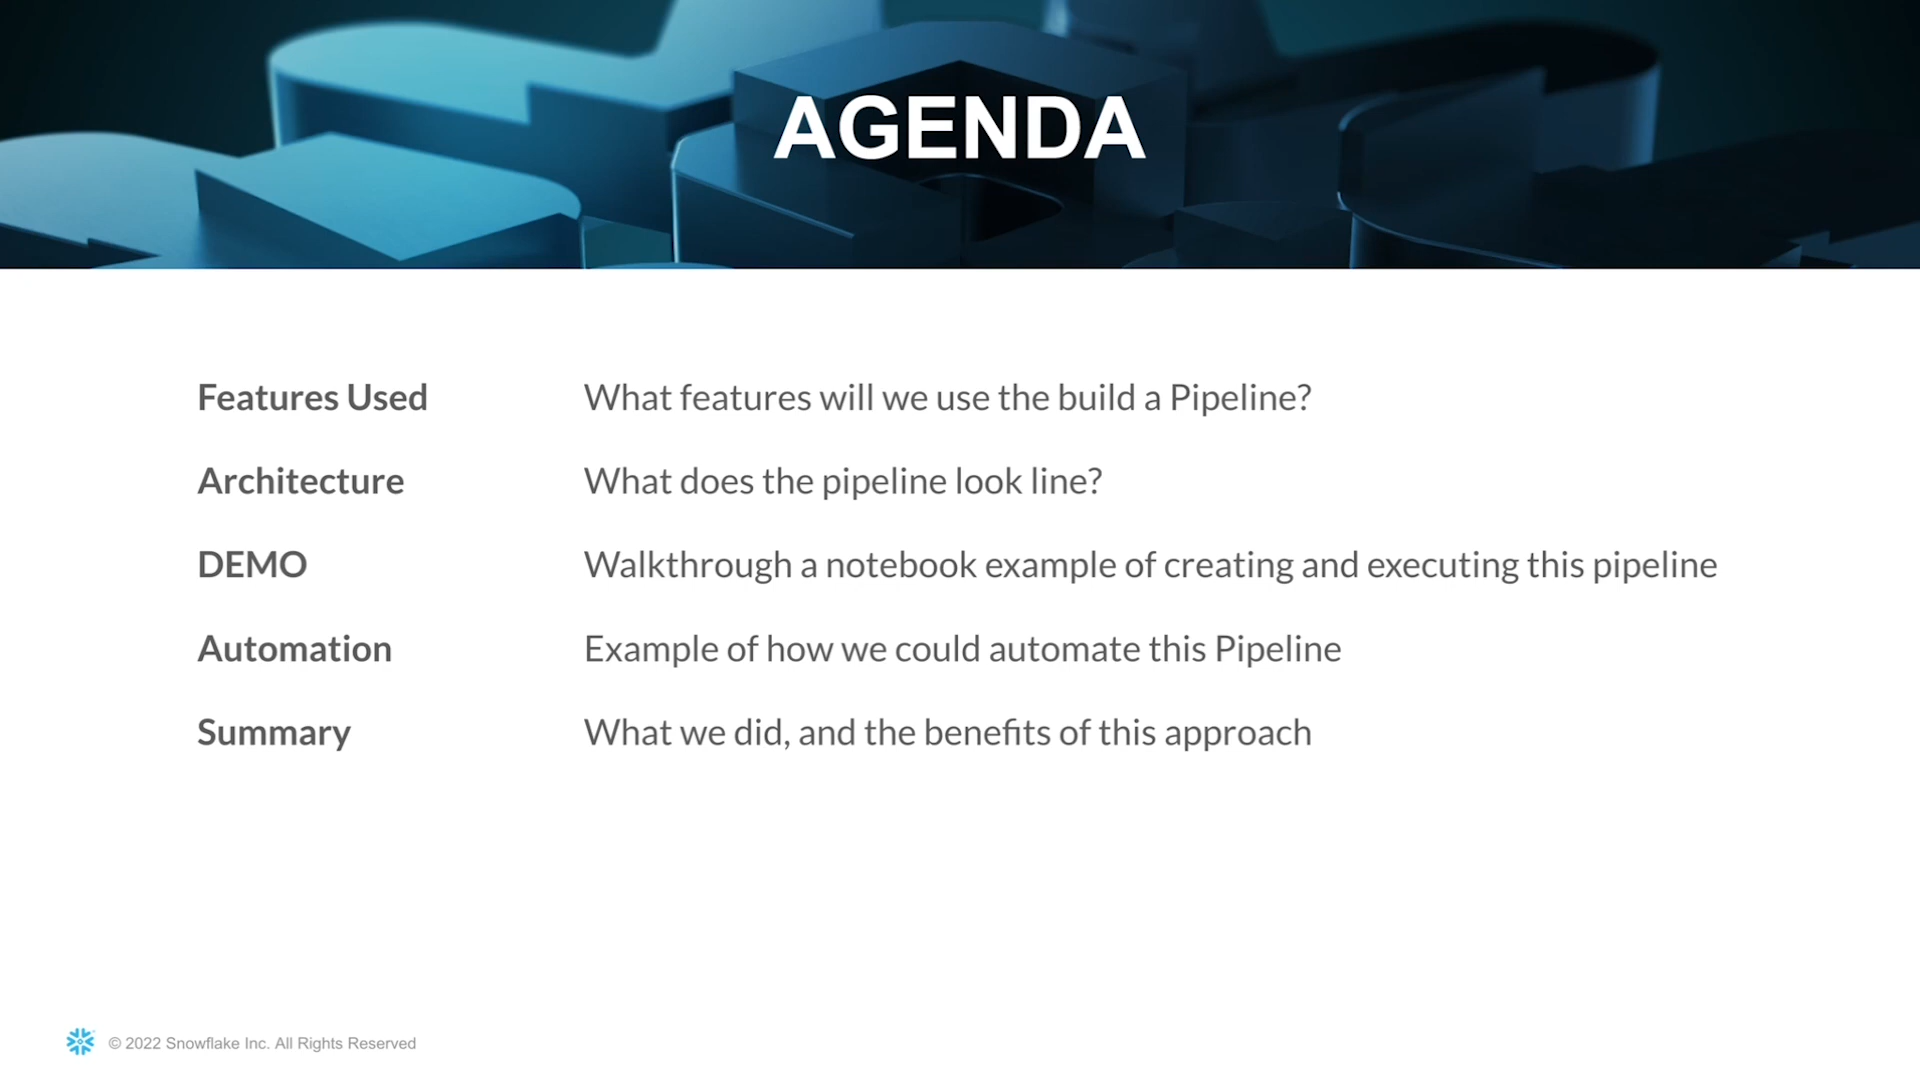 AGENDA
Features Used What features will we use the build a Pipeline?
Architecture What does the pipeline look line?
DEMO Walkthrough a notebook example of creating and executing this pipeline
Automation Example of how we could automate this Pipeline
Summary What we did, and the benefits of this approach
© 2022 Snowflake Inc. All Rights Reserved